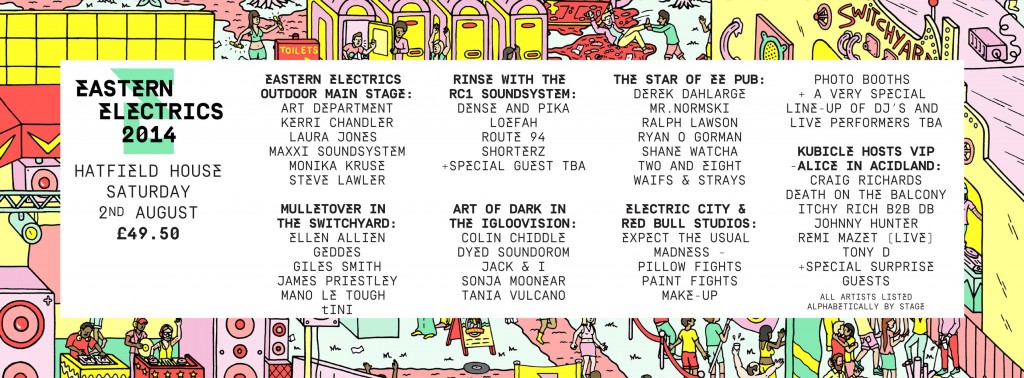 TOILETS
SWITCHYAR
EASTERN
ELECTRICS
2014
HATFIELD HOUSE
SATURDAY
2ND AUGUST
£49.50
EASTERN ELECTRICS
OUTDOOR MAIN STAGE:
ART DEPARTMENT
KERRI CHANDLER
LAURA JONES
MAXXI SOUNDSYSTEM
MONIKA KRUSE
STEVE LAWLER
MULLETOVER IN
THE SWITCHYARD:
ELLEN ALLIEN
GEDDES
GILES SMITH
JAMES PRIESTLEY
MANO LE TOUGH
tINI
RINSE WITH THE
RC1 SOUNDSYSTEM:
DENSE AND PIKA
LOEFAH
ROUTE 94
SHORTERZ
+SPECIAL GUEST TBA
ART OF DARK IN
THE IGLOOVISION:
COLIN CHIDDLE
DYED SOUNDOROM
JACK & I
SONJA MOONEAR
TANIA VULCANO
THE STAR OF EE PUB:
DEREK DAHLARGE
MR.NORMSKI
RALPH LAWSON
RYAN O GORMAN
SHANE WATCHA
TWO AND EIGHT
WAIFS & STRAYS
ELECTRIC CITY &
RED BULL STUDIOS:
EXPECT THE USUAL
MADNESS -
PILLOW FIGHTS
PAINT FIGHTS
MAKE-UP
PHOTO BOOTHS
+ A VERY SPECIAL
LINE-UP OF DJ'S AND
LIVE PERFORMERS TBA
KUBICLE HOSTS VIP
-ALICE IN ACIDLAND:
CRAIG RICHARDS
DEATH ON THE BALCONY
ITCHY RICH B2B DB
JOHNNY HUNTER
REMI MAZET [LIVE]
TONY D
+SPECIAL SURPRISE
GUESTS
ALL ARTISTS LISTED
ALPHABETICALLY BY STAGE